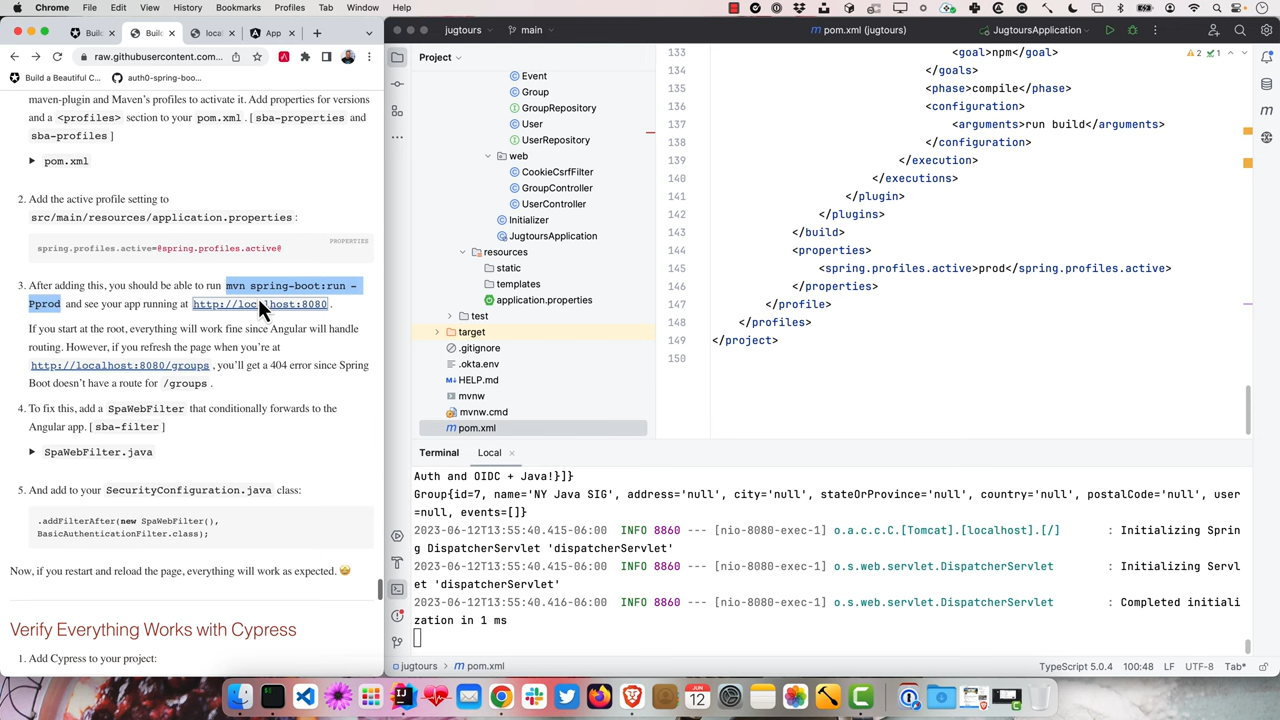 Chrome File Edit View History Bookmarks Profiles Tab Window Help
Mon Jun 12
Buil
Buil
local
App
raw.githubusercontent.com...
Build a Beautiful C...
auth0-spring-boo...
maven-plugin and Maven's profiles to activate it. Add properties for versions
and a <profiles> section to your pom.xml. [sba-properties and
sba-profiles]
pom.xml
2. Add the active profile setting to
src/main/resources/application.properties:
PROPERTIES
spring.profiles.active=@spring.profiles.active@
3. After adding this, you should be able to run mvn spring-boot:run -
Pprod and see your app running at http://localhost:8080.
If you start at the root, everything will work fine since Angular will handle
routing. However, if you refresh the page when you're at
http://localhost:8080/groups, you'll get a 404 error since Spring
Boot doesn't have a route for /groups.
4. To fix this, add a SpaWebFilter that conditionally forwards to the
Angular app. [sba-filter]
SpaWebFilter.java
5. And add to your SecurityConfiguration.java class:
.addFilterAfter(new SpaWebFilter(),
BasicAuthenticationFilter.class);
Now, if you restart and reload the page, everything will work as expected. 🤩
Verify Everything Works with Cypress
1. Add Cypress to your project:
jugtours
main
pom.xml (jugtours)
JugtoursApplication
Project
Event
Group
GroupRepository
User
UserRepository
web
CookieCsrfFilter
GroupController
UserController
Initializer
JugtoursApplication
resources
static
templates
application.properties
test
target
.gitignore
.okta.env
HELP.md
mvnw
mvnw.cmd
pom.xml
2 1
133 <goal>npm</goal>
134 </goals>
135 <phase>compile</phase>
136 <configuration>
137 <arguments>run build</arguments>
138 </configuration>
139 </execution>
140 </executions>
141 </plugin>
142 </plugins>
143 </build>
144 <properties>
145 <spring.profiles.active>prod</spring.profiles.active>
146 </properties>
147 </profile>
148 </profiles>
149 </project>
150
Terminal Local
Auth and OIDC + Java!}]}
Group{id=7, name='NY Java SIG', address='null', city='null', stateOrProvince='null', country='null', postalCode='null', user
=null, events=[]}
2023-06-12T13:55:40.415-06:00 INFO 8860 --- [nio-8080-exec-1] o.a.c.c.C.[Tomcat].[localhost].[/] : Initializing Sprin
g DispatcherServlet 'dispatcherServlet'
2023-06-12T13:55:40.415-06:00 INFO 8860 --- [nio-8080-exec-1] o.s.web.servlet.DispatcherServlet : Initializing Servl
et 'dispatcherServlet'
2023-06-12T13:55:40.416-06:00 INFO 8860 --- [nio-8080-exec-1] o.s.web.servlet.DispatcherServlet : Completed initiali
zation in 1 ms
jugtours > pom.xml
TypeScript 5.0.4 100:48 LF UTF-8 Tab*
JUN
12